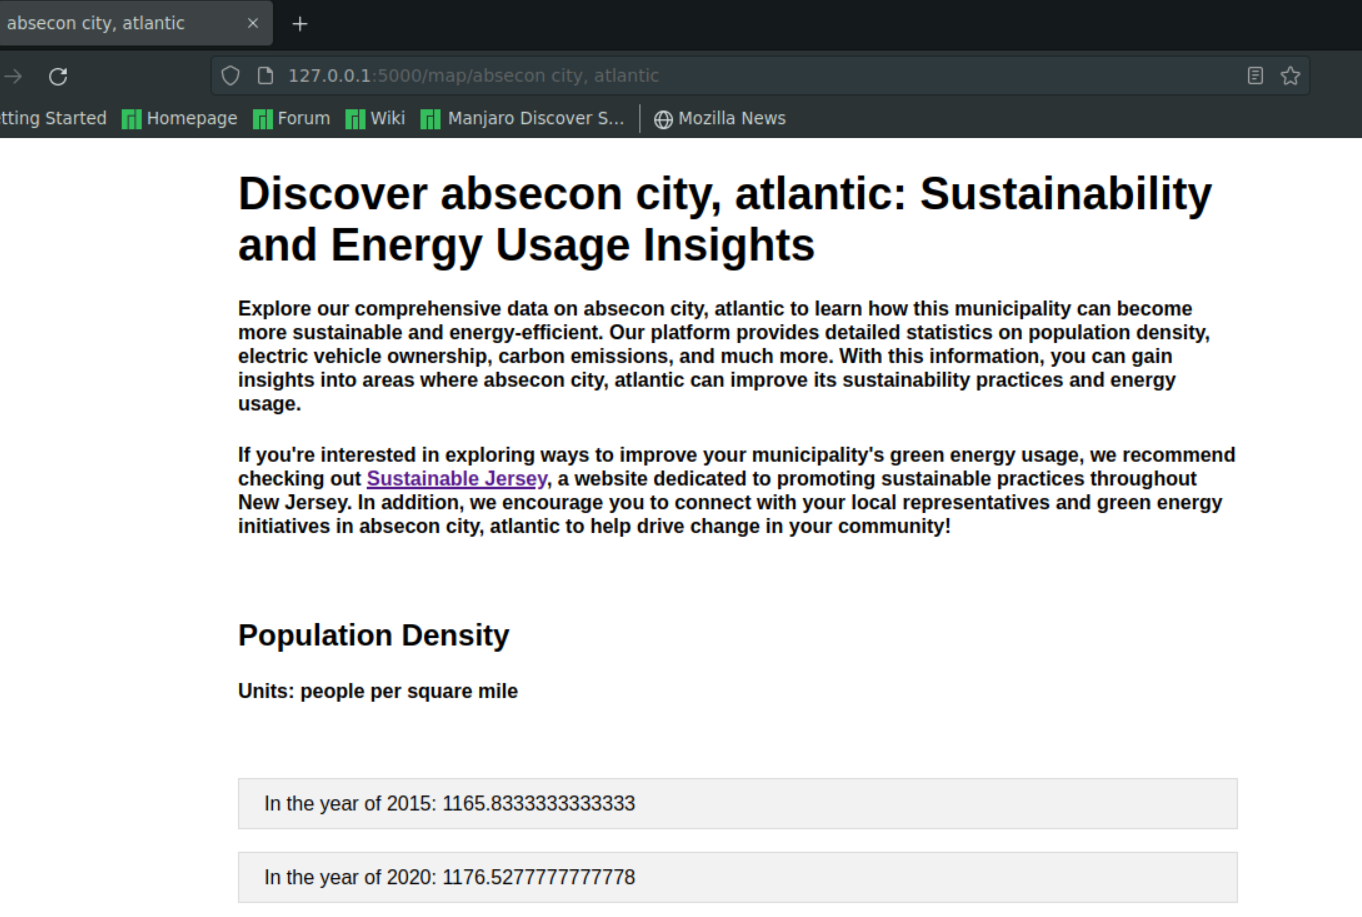 absecon city, atlantic
127.0.0.1:5000/map/absecon city, atlantic
tting Started Homepage Forum Wiki Manjaro Discover S... Mozilla News
Discover absecon city, atlantic: Sustainability
and Energy Usage Insights
Explore our comprehensive data on absecon city, atlantic to learn how this municipality can become
more sustainable and energy-efficient. Our platform provides detailed statistics on population density,
electric vehicle ownership, carbon emissions, and much more. With this information, you can gain
insights into areas where absecon city, atlantic can improve its sustainability practices and energy
usage.
If you're interested in exploring ways to improve your municipality's green energy usage, we recommend
checking out Sustainable Jersey, a website dedicated to promoting sustainable practices throughout
New Jersey. In addition, we encourage you to connect with your local representatives and green energy
initiatives in absecon city, atlantic to help drive change in your community!
Population Density
Units: people per square mile
In the year of 2015: 1165.8333333333333
In the year of 2020: 1176.5277777777778